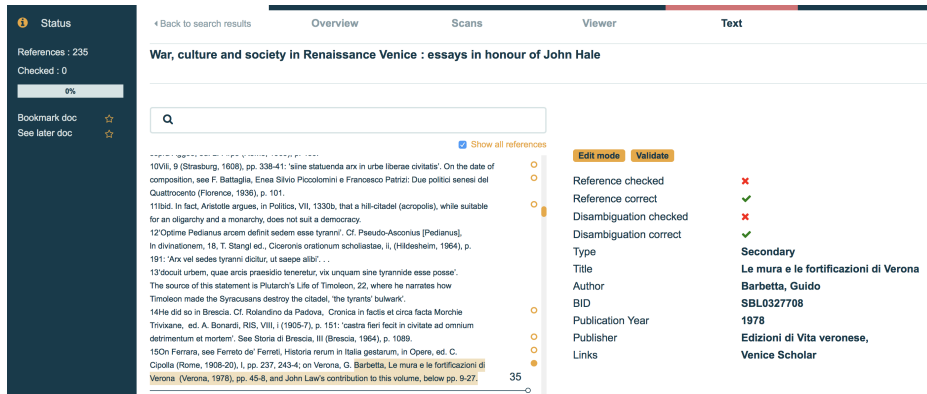 Status
References : 235
Checked : 0
0%
Bookmark doc
See later doc
Back to search results
Overview
Scans
Viewer
Text
War, culture and society in Renaissance Venice : essays in honour of John Hale
Show all references
10Vili, 9 (Strasburg, 1608), pp. 338-41: 'siine statuenda arx in urbe liberae civitatis'. On the date of
composition, see F. Battaglia, Enea Silvio Piccolomini e Francesco Patrizi: Due politici senesi del
Quattrocento (Florence, 1936), p. 101.
11Ibid. In fact, Aristotle argues, in Politics, VII, 1330b, that a hill-citadel (acropolis), while suitable
for an oligarchy and a monarchy, does not suit a democracy.
12'Optime Pedianus arcem definit sedem esse tyranni'. Cf. Pseudo-Asconius [Pedianus],
In divinationem, 18, T. Stangl ed., Ciceronis orationum scholiastae, ii, (Hildesheim, 1964), p.
191: 'Arx vel sedes tyranni dicitur, ut saepe alibi'. . .
13'docuit urbem, quae arcis praesidio teneretur, vix unquam sine tyrannide esse posse'.
The source of this statement is Plutarch's Life of Timoleon, 22, where he narrates how
Timoleon made the Syracusans destroy the citadel, 'the tyrants' bulwark'.
14He did so in Brescia. Cf. Rolandino da Padova, Cronica in factis et circa facta Morchie
Trivixane, ed. A. Bonardi, RIS, VIII, i (1905-7), p. 151: 'castra fieri fecit in civitate ad omnium
detrimentum et mortem'. See Storia di Brescia, III (Brescia, 1964), p. 1089.
15On Ferrara, see Ferreto de' Ferreti, Historia rerum in Italia gestarum, in Opere, ed. C.
Cipolla (Rome, 1908-20), I, pp. 237, 243-4; on Verona, G. Barbetta, Le mura e le fortificazioni di
Verona (Verona, 1978), pp. 45-8, and John Law's contribution to this volume, below pp. 9-27.
35
Edit mode Validate
Reference checked
Reference correct
Disambiguation checked
Disambiguation correct
Type Secondary
Title Le mura e le fortificazioni di Verona
Author Barbetta, Guido
BID SBL0327708
Publication Year 1978
Publisher Edizioni di Vita veronese,
Links Venice Scholar